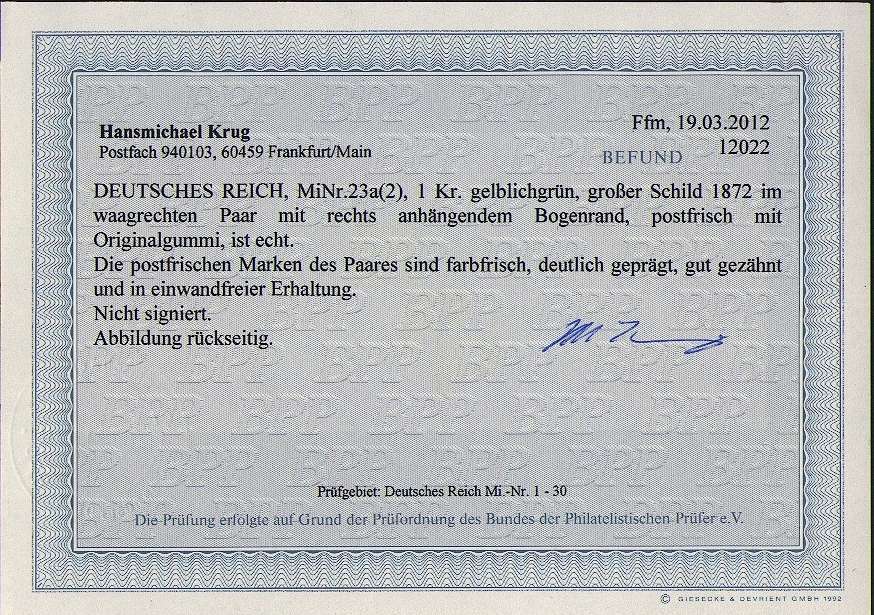 Hansmichael Krug
Postfach 940103, 60459 Frankfurt/Main
Ffm, 19.03.2012
BEFUND 12022
DEUTSCHES REICH, MiNr.23a(2), 1 Kr. gelblichgrün, großer Schild 1872 im
waagrechten Paar mit rechts anhängendem Bogenrand, postfrisch mit
Originalgummi, ist echt.
Die postfrischen Marken des Paares sind farbfrisch, deutlich geprägt, gut gezähnt
und in einwandfreier Erhaltung.
Nicht signiert.
Abbildung rückseitig.
Prüfgebiet: Deutsches Reich Mi.-Nr. 1 - 30
Die Prüfung erfolgte auf Grund der Prüfordnung des Bundes der Philatelistischen Prüfer e.V.
© GIESECKE & DEVRIENT GMBH 1992